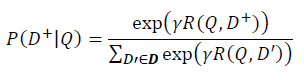 P(D⁺|Q) = exp(γR(Q, D⁺)) / ∑_{D′∈D} exp(γR(Q, D′))